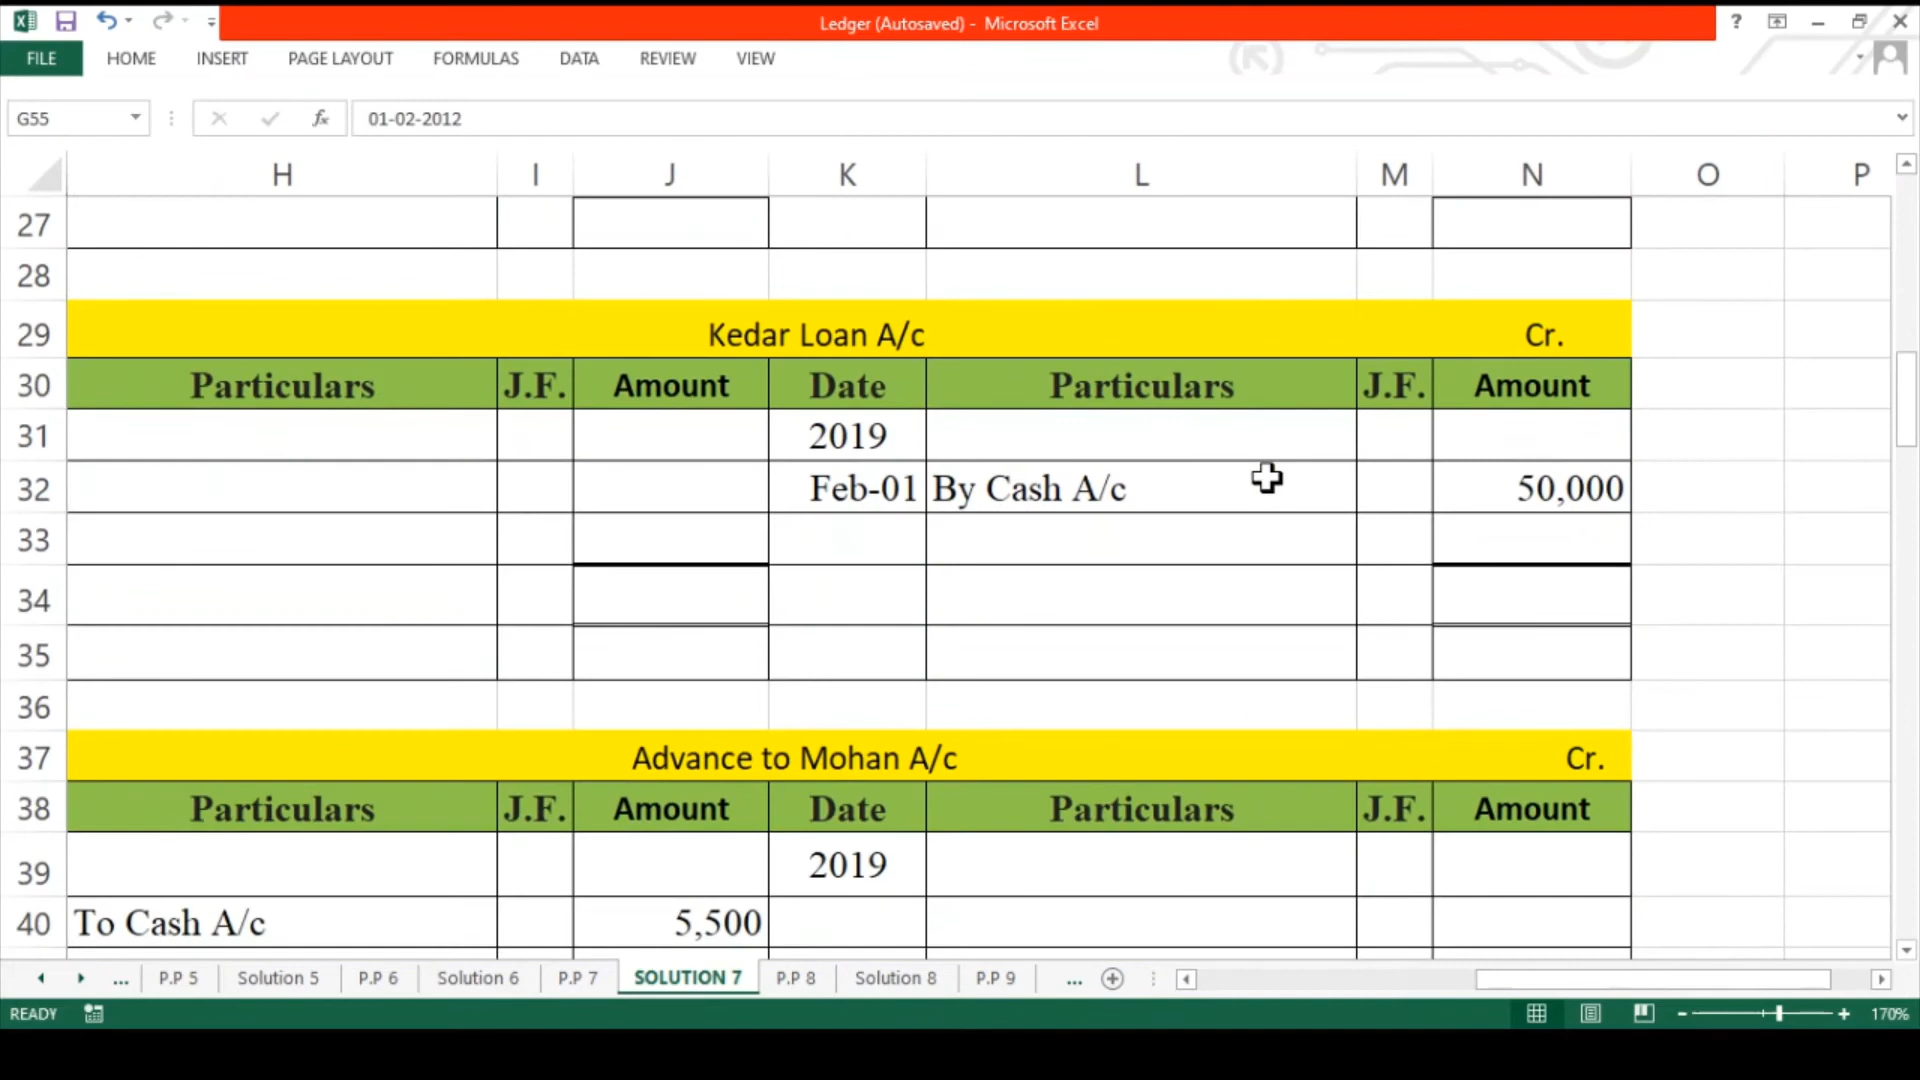 Ledger (Autosaved) - Microsoft Excel
?
FILE HOME INSERT PAGE LAYOUT FORMULAS DATA REVIEW VIEW
G55 fx 01-02-2012
H I J K L M N O P
27
28
29 Kedar Loan A/c Cr.
30 Particulars J.F. Amount Date Particulars J.F. Amount
31 2019
32 Feb-01 By Cash A/c 50,000
33
34
35
36
37 Advance to Mohan A/c Cr.
38 Particulars J.F. Amount Date Particulars J.F. Amount
39 2019
40 To Cash A/c 5,500
... P.P 5 Solution 5 P.P 6 Solution 6 P.P 7 SOLUTION 7 P.P 8 Solution 8 P.P 9 ...
READY 170%